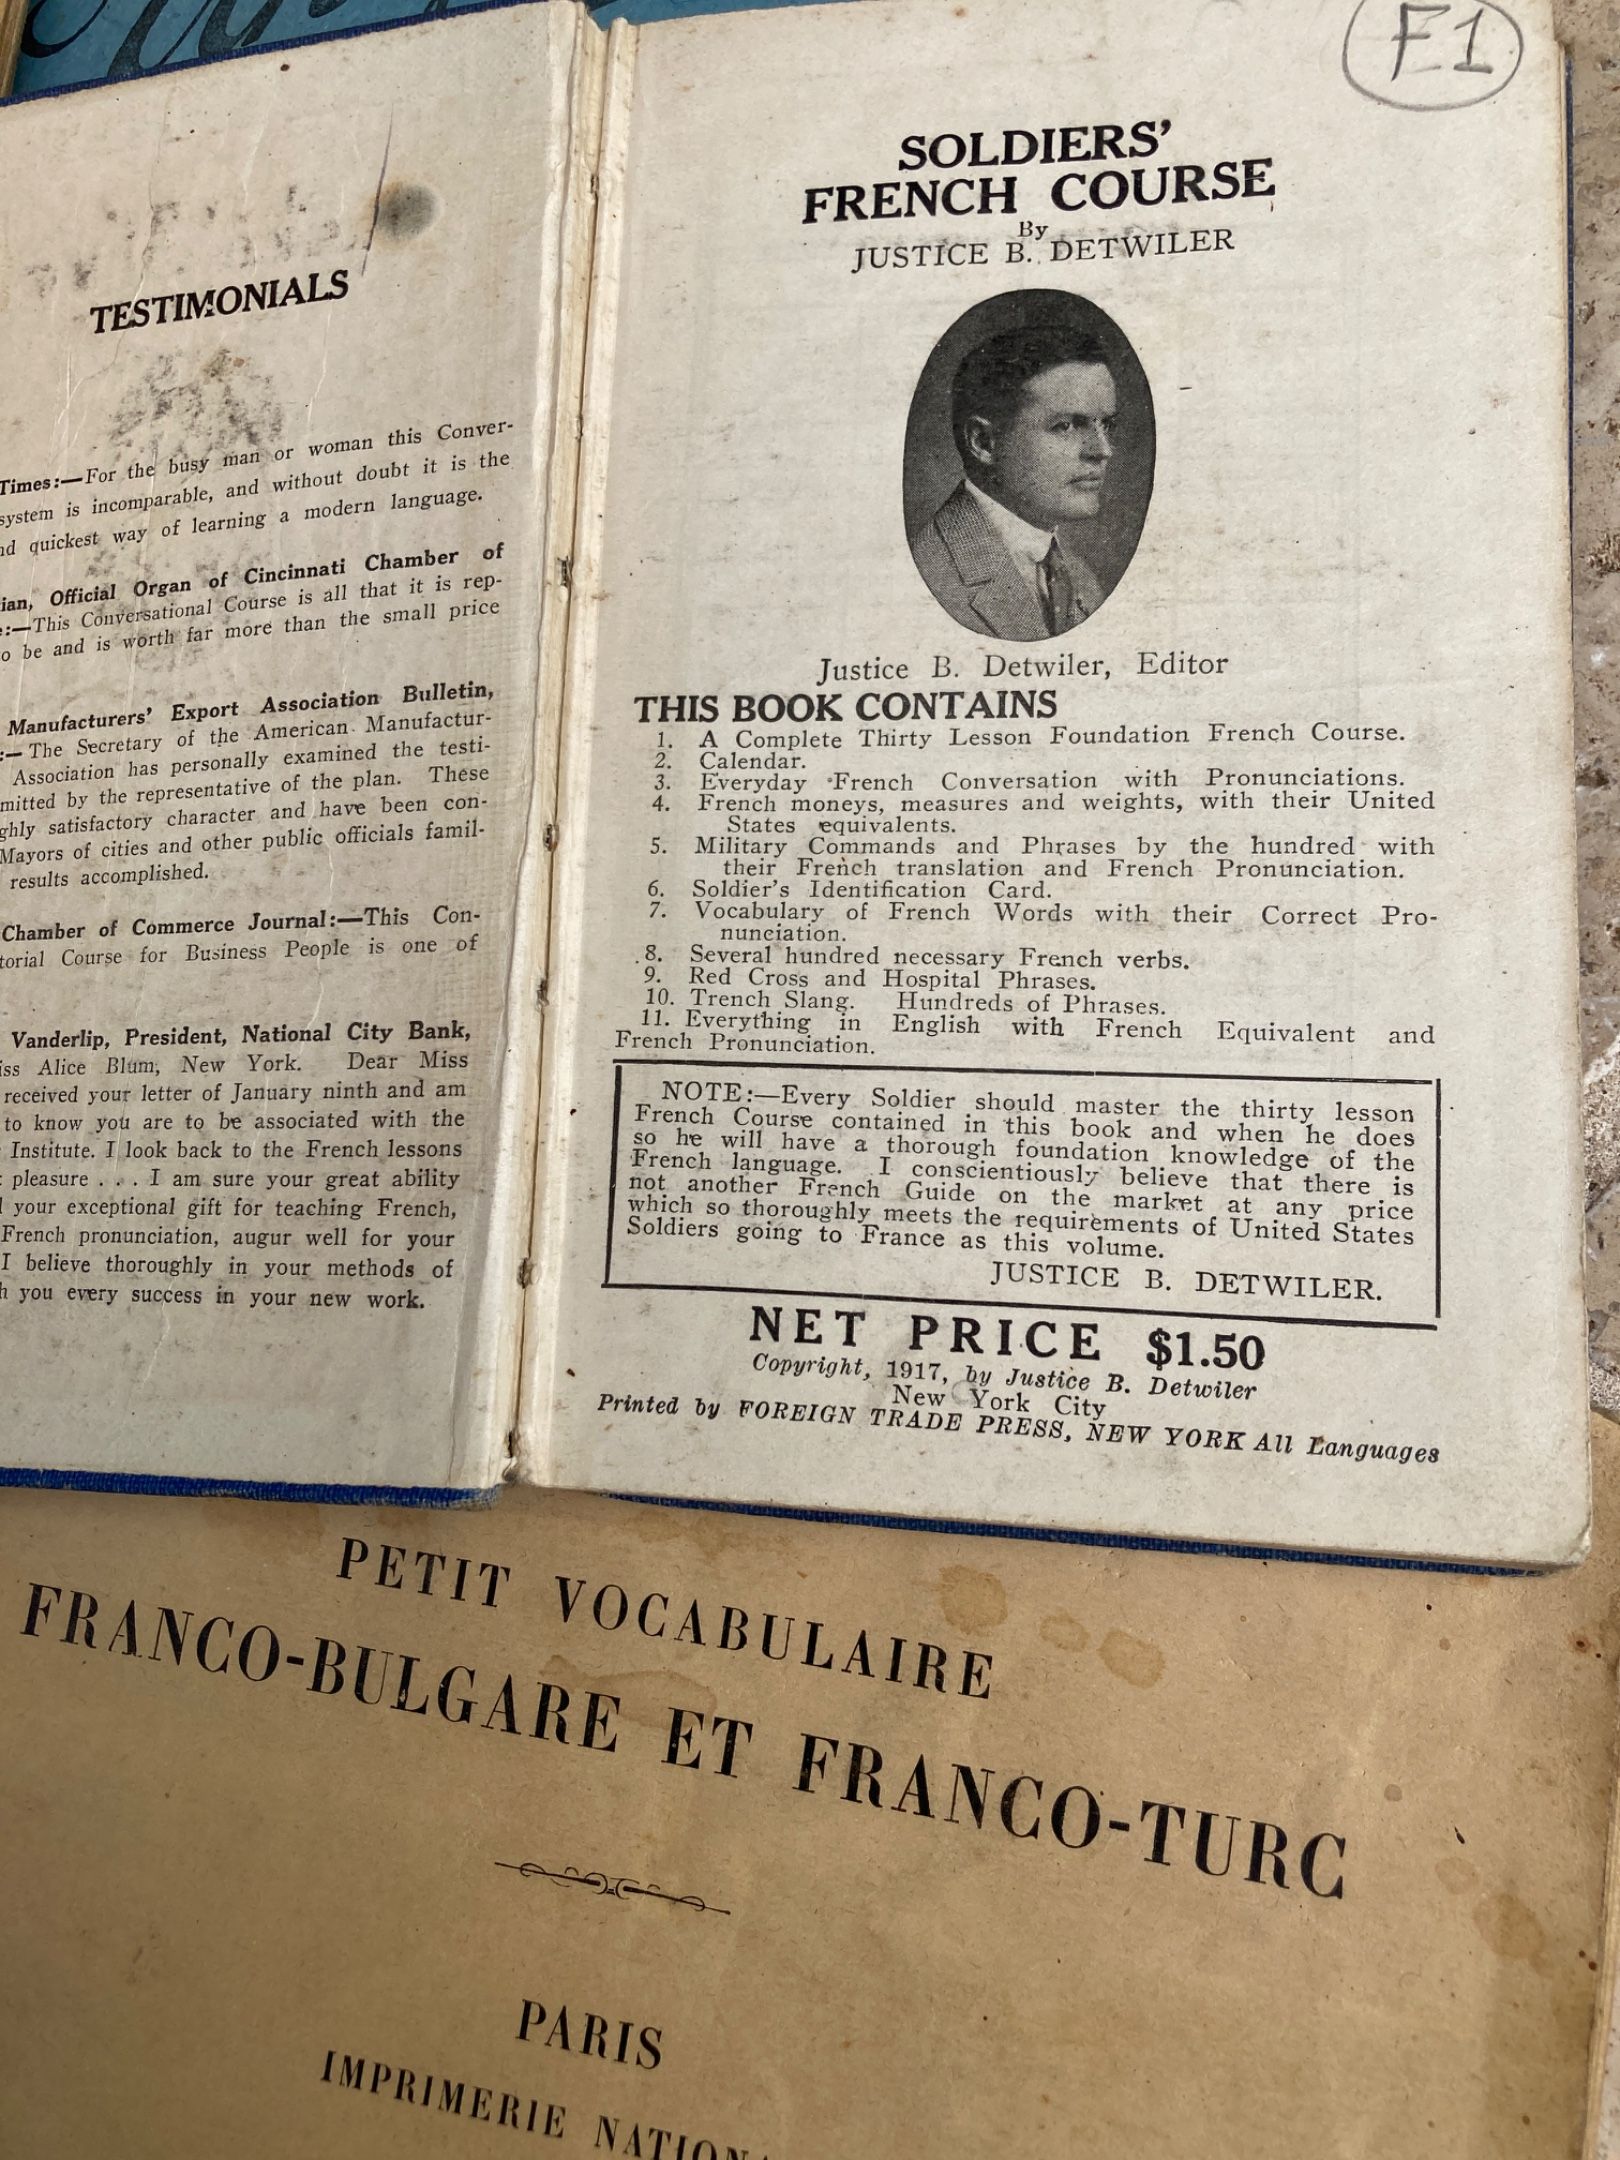 TESTIMONIALS
Times:—For the busy man or woman this Conver-
system is incomparable, and without doubt it is the
quickest way of learning a modern language.
Official Organ of Cincinnati Chamber of
:—This Conversational Course is all that it is rep-
be and is worth far more than the small price
Manufacturers' Export Association Bulletin,
:—The Secretary of the American Manufactur-
Association has personally examined the testi-
mitted by the representative of the plan. These
ghly satisfactory character and have been con-
Mayors of cities and other public officials famil-
results accomplished.
Chamber of Commerce Journal:—This Con-
torial Course for Business People is one of
Vanderlip, President, National City Bank,
iss Alice Blum, New York. Dear Miss
received your letter of January ninth and am
to know you are to be associated with the
Institute. I look back to the French lessons
pleasure . . . I am sure your great ability
your exceptional gift for teaching French,
French pronunciation, augur well for your
I believe thoroughly in your methods of
you every success in your new work.
F1
SOLDIERS'
FRENCH COURSE
By
JUSTICE B. DETWILER
Justice B. Detwiler, Editor
THIS BOOK CONTAINS
1. A Complete Thirty Lesson Foundation French Course.
2. Calendar.
3. Everyday French Conversation with Pronunciations.
4. French moneys, measures and weights, with their United
States equivalents.
5. Military Commands and Phrases by the hundred with
their French translation and French Pronunciation.
6. Soldier's Identification Card.
7. Vocabulary of French Words with their Correct Pro-
nunciation.
8. Several hundred necessary French verbs.
9. Red Cross and Hospital Phrases.
10. Trench Slang. Hundreds of Phrases.
11. Everything in English with French Equivalent and
French Pronunciation.
NOTE:—Every Soldier should master the thirty lesson
French Course contained in this book and when he does
so he will have a thorough foundation knowledge of the
French language. I conscientiously believe that there is
not another French Guide on the market at any price
which so thoroughly meets the requirements of United States
Soldiers going to France as this volume.
JUSTICE B. DETWILER.
NET PRICE $1.50
Copyright, 1917, by Justice B. Detwiler
New York City
Printed by FOREIGN TRADE PRESS, NEW YORK All Languages
PETIT VOCABULAIRE
FRANCO-BULGARE ET FRANCO-TURC
PARIS
IMPRIMERIE NATIONA